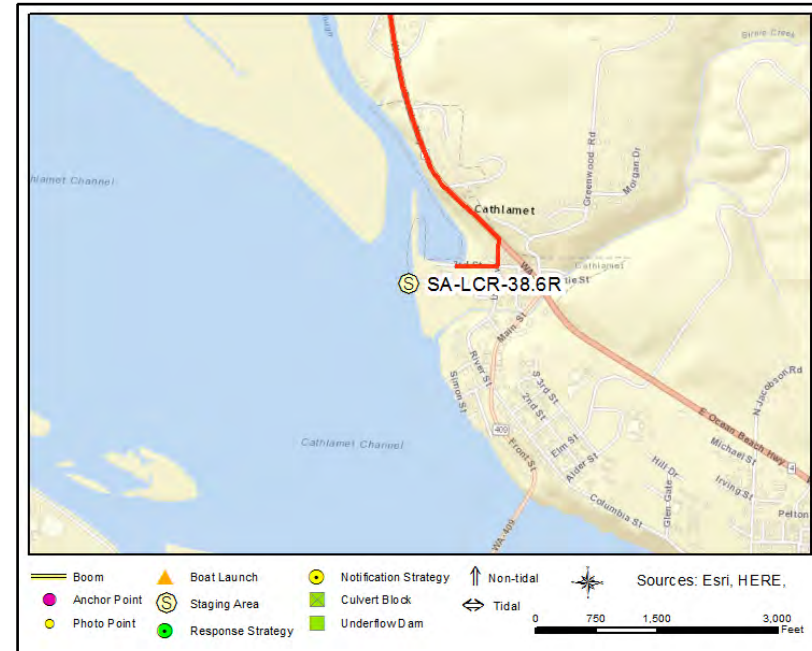 Birnie Creek
Greenwood Rd
Morgan Dr
Cathlamet Channel
Cathlamet
Cathlamet
SA-LCR-38.6R
Main St
River St
Simon St
S 3rd St
2nd St
Elm St
Alder St
409
Front St
Columbia St
WA-409
Cathlamet Channel
E Ocean Beach Hwy
4
N Jacobson Rd
Michael St
Irving St
Hill Dr
Glen Gate
Pelton
Boom
Boat Launch
Notification Strategy
Non-tidal
Sources: Esri, HERE,
Anchor Point
S Staging Area
Culvert Block
Tidal
Photo Point
Response Strategy
Underflow Dam
0 750 1,500 3,000
Feet